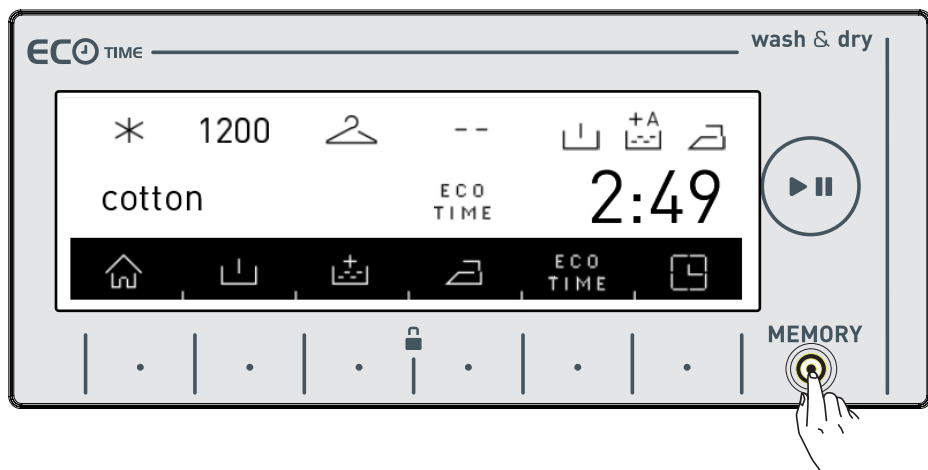 ECO TIME
wash & dry
1200
--
+A
cotton
ECO
TIME
2:49
ECO
TIME
MEMORY